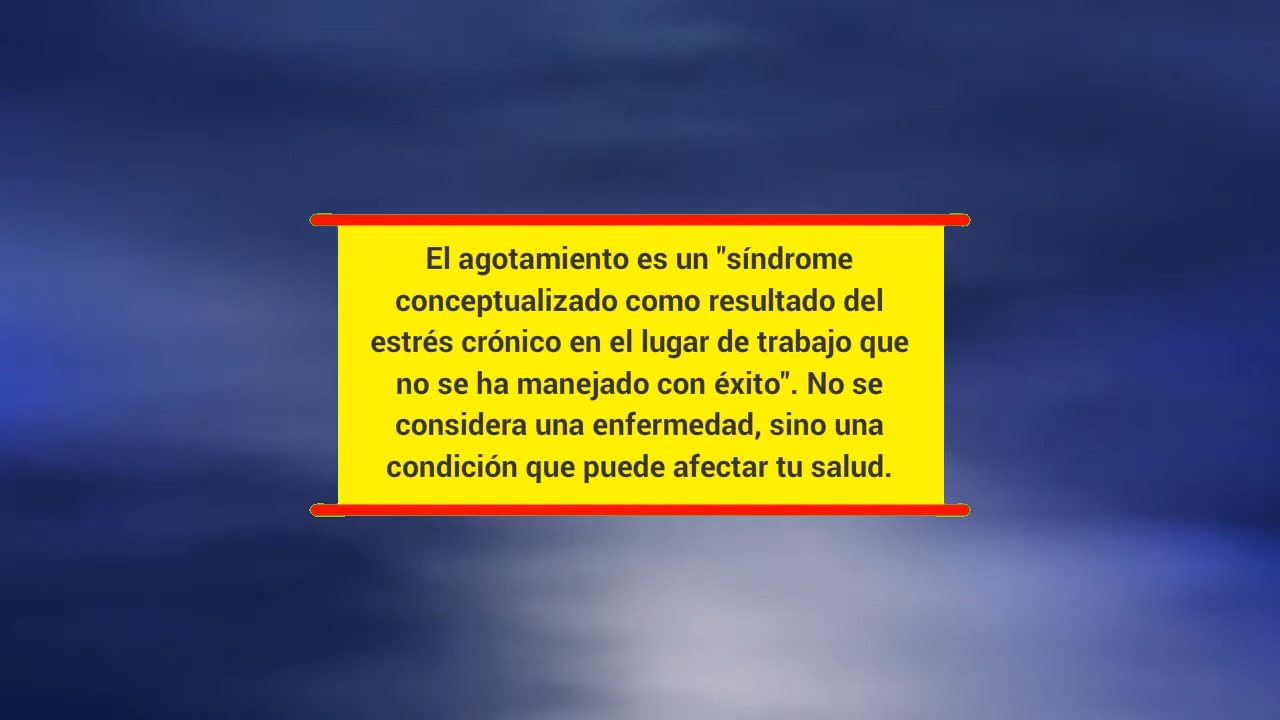 El agotamiento es un "síndrome
conceptualizado como resultado del
estrés crónico en el lugar de trabajo que
no se ha manejado con éxito". No se
considera una enfermedad, sino una
condición que puede afectar tu salud.